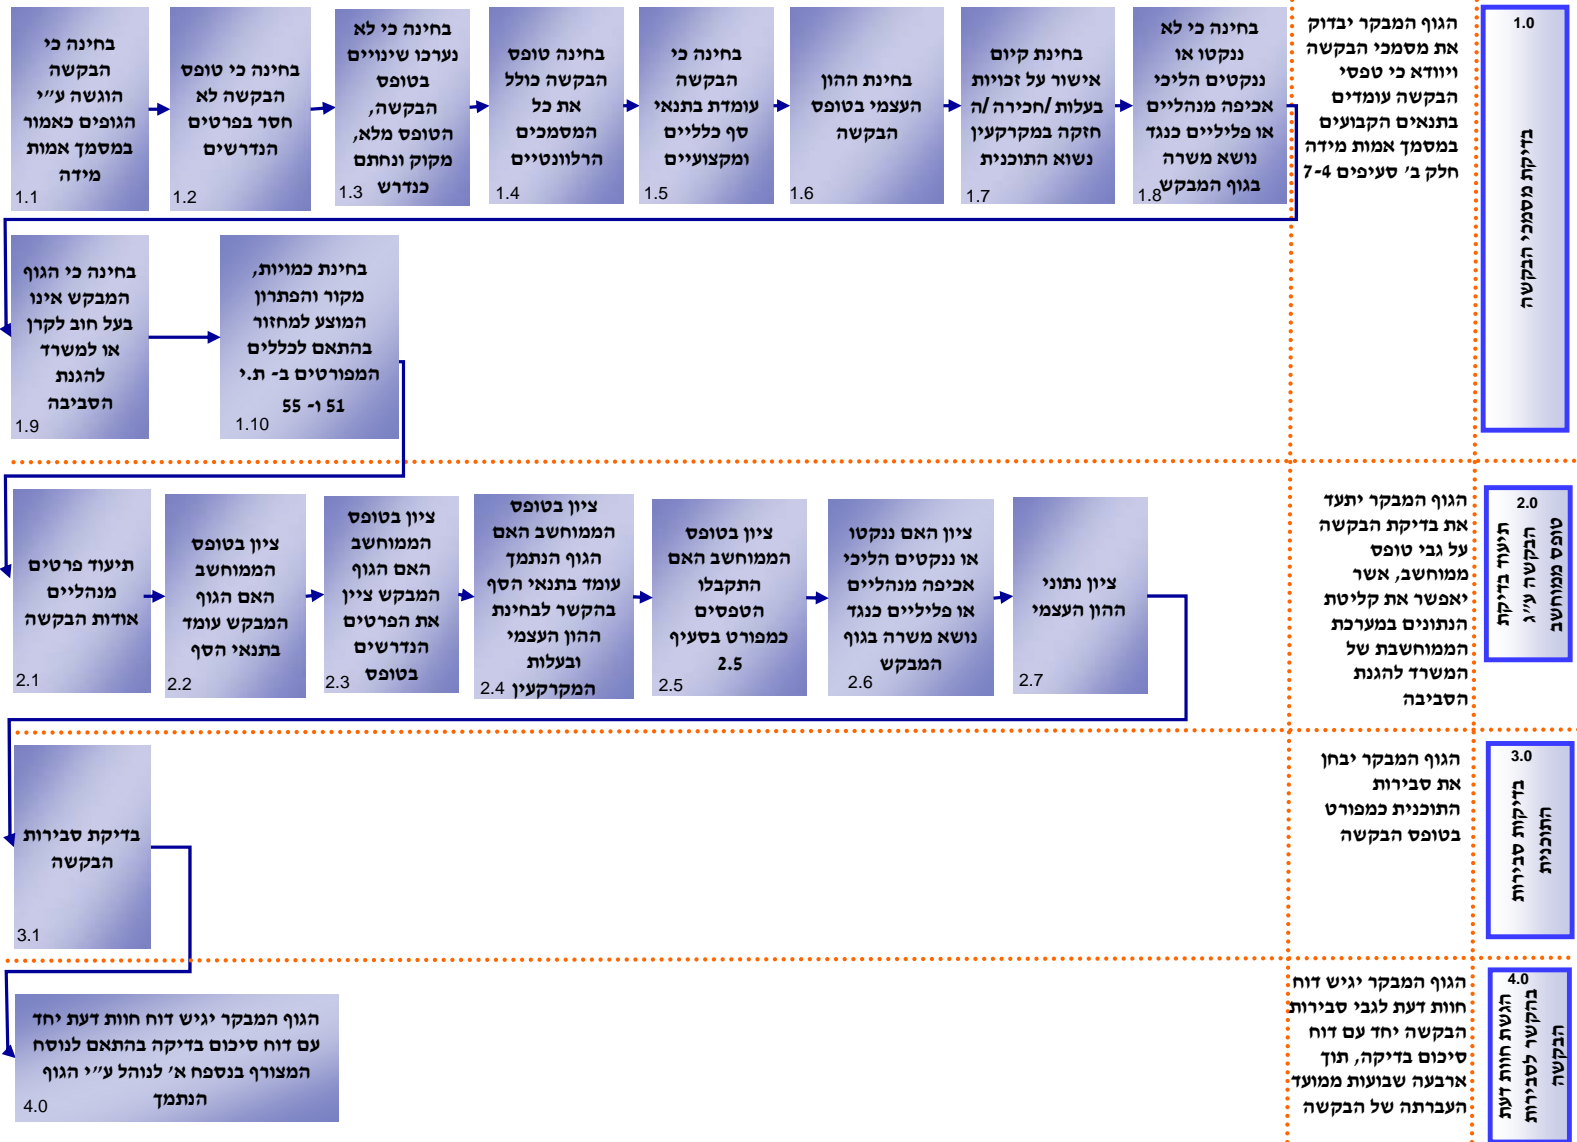 1.0
בדיקת מסמכי הבקשה
הגוף המבקר יבדוק
את מסמכי הבקשה
ויוודא כי טפסי
הבקשה עומדים
בתנאים הקבועים
במסמך אמות מידה
חלק ב' סעיפים 7-4
בחינה כי
הבקשה
הוגשה ע"י
הגופים כאמור
במסמך אמות
מידה
1.1
בחינה כי טופס
הבקשה לא
חסר בפרטים
הנדרשים
1.2
בחינה כי לא
נערכו שינויים
בטופס
הבקשה,
הטופס מלא,
מקוק ונחתם
כנדרש
1.3
בחינה טופס
הבקשה כולל
את כל
המסמכים
הרלוונטיים
1.4
בחינה כי
הבקשה
עומדת בתנאי
סף כלליים
ומקצועיים
1.5
בחינת ההון
העצמי בטופס
הבקשה
1.6
בחינת קיום
אישור על זכויות
בעלות /חכירה /ה
חזקה במקרקעין
נשוא התוכנית
1.7
בחינה כי לא
ננקטו או
ננקטים הליכי
אכיפה מנהליים
או פליליים כנגד
נושא משרה
בגוף המבקש
1.8
בחינה כי הגוף
המבקש אינו
בעל חוב לקרן
או למשרד
להגנת
הסביבה
1.9
בחינת כמויות,
מקור והפתרון
המוצע למחזור
בהתאם לכללים
המפורטים ב- ת.י
51 ו- 55
1.10
2.0
תיעוד בדיקת
הבקשה ע"ג
טופס ממוחשב
הגוף המבקר יתעד
את בדיקת הבקשה
על גבי טופס
ממוחשב, אשר
יאפשר את קליטת
הנתונים במערכת
הממוחשבת של
המשרד להגנת
הסביבה
תיעוד פרטים
מנהליים
אודות הבקשה
2.1
ציון בטופס
הממוחשב
האם הגוף
המבקש עומד
בתנאי הסף
2.2
ציון בטופס
הממוחשב
האם הגוף
המבקש ציין
את הפרטים
הנדרשים
בטופס
2.3
ציון בטופס
הממוחשב האם
הגוף הנתמך
עומד בתנאי הסף
בהקשר לבחינת
ההון העצמי
ובעלות
המקרקעין
2.4
ציון בטופס
הממוחשב האם
התקבלו
הטפסים
כמפורט בסעיף
2.5
2.5
ציון האם ננקטו
או ננקטים הליכי
אכיפה מנהליים
או פליליים כנגד
נושא משרה בגוף
המבקש
2.6
ציון נתוני
ההון העצמי
2.7
3.0
בדיקות סבירות
התוכנית
הגוף המבקר יבחן
את סבירות
התוכנית כמפורט
בטופס הבקשה
בדיקת סבירות
הבקשה
3.1
4.0
הגשת חוות דעת
בהקשר לסבירות
הבקשה
הגוף המבקר יגיש דוח
חוות דעת לגבי סבירות
הבקשה יחד עם דוח
סיכום בדיקה, תוך
ארבעה שבועות ממועד
העברתה של הבקשה
הגוף המבקר יגיש דוח חוות דעת יחד
עם דוח סיכום בדיקה בהתאם לנוסח
המצורף בנספח א' לנוהל ע"י הגוף
הנתמך
4.0